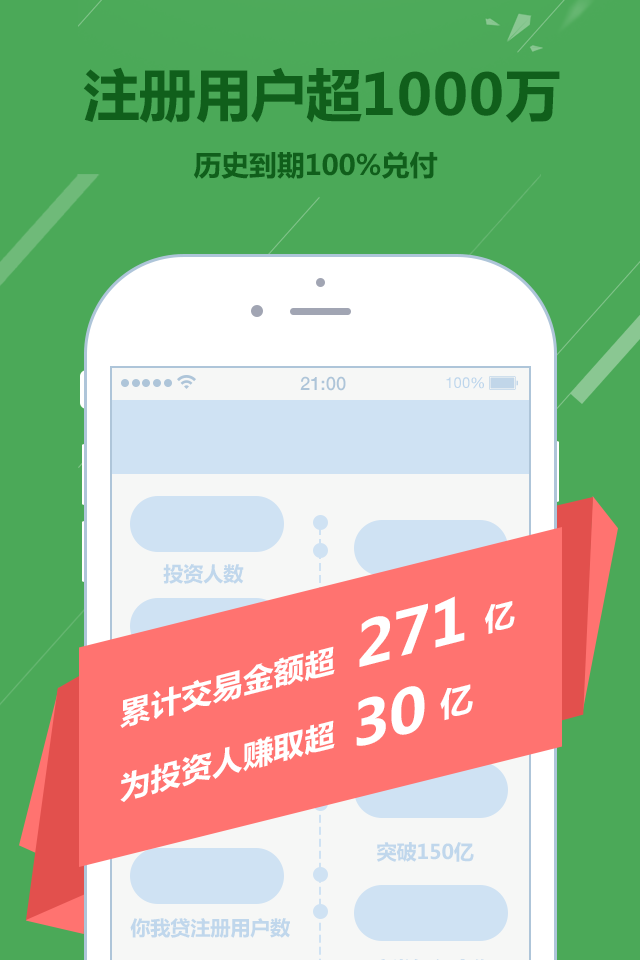 注册用户超1000万
历史到期100%兑付
21:00
100%
投资人数
累计交易金额超 271 亿
为投资人赚取超 30 亿
突破150亿
你我贷注册用户数